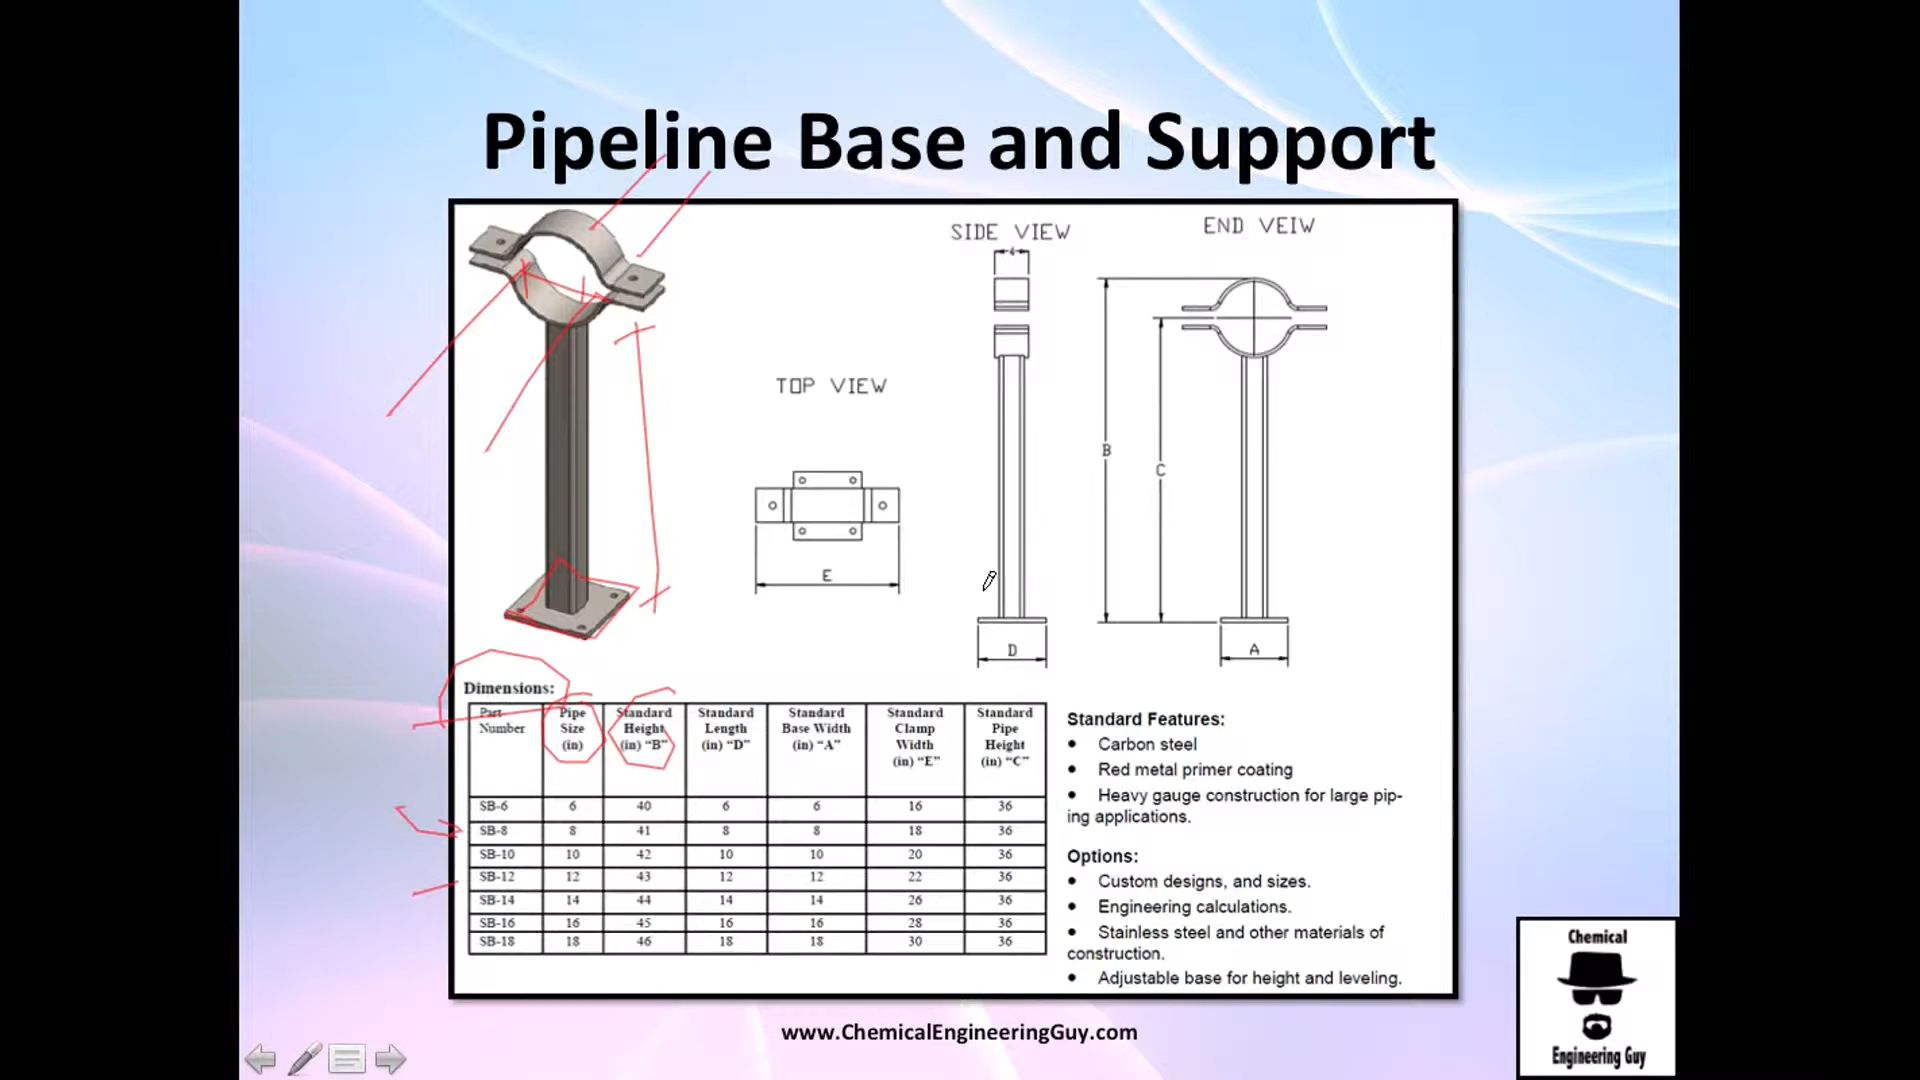 Pipeline Base and Support
SIDE VIEW
END VEIW
4
TOP VIEW
B
C
E
D
A
Dimensions:
Part Number | Pipe Size (in) | Standard Height (in) “B” | Standard Length (in) “D” | Standard Base Width (in) “A” | Standard Clamp Width (in) “E” | Standard Pipe Height (in) “C”
SB-6 6 40 6 6 16 36
SB-8 8 41 8 8 18 36
SB-10 10 42 10 10 20 36
SB-12 12 43 12 12 22 36
SB-14 14 44 14 14 26 36
SB-16 16 45 16 16 28 36
SB-18 18 46 18 18 30 36
Standard Features:
• Carbon steel
• Red metal primer coating
• Heavy gauge construction for large pip-
ing applications.
Options:
• Custom designs, and sizes.
• Engineering calculations.
• Stainless steel and other materials of
construction.
• Adjustable base for height and leveling.
www.ChemicalEngineeringGuy.com
Chemical
Engineering Guy